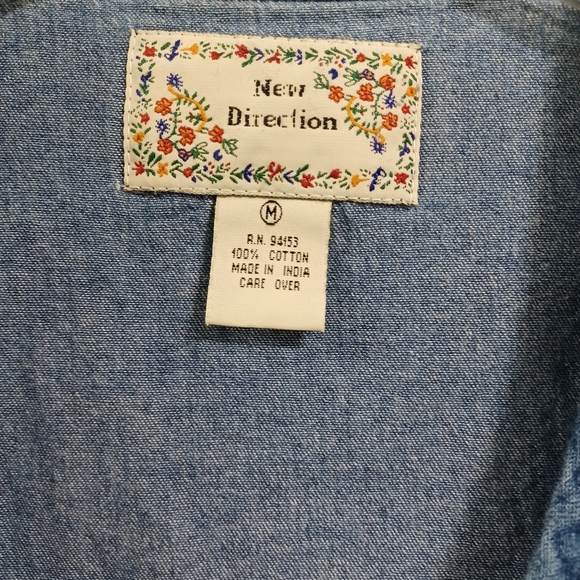 New
Direction
M
R.N. 94153
100% COTTON
MADE IN INDIA
CARE OVER